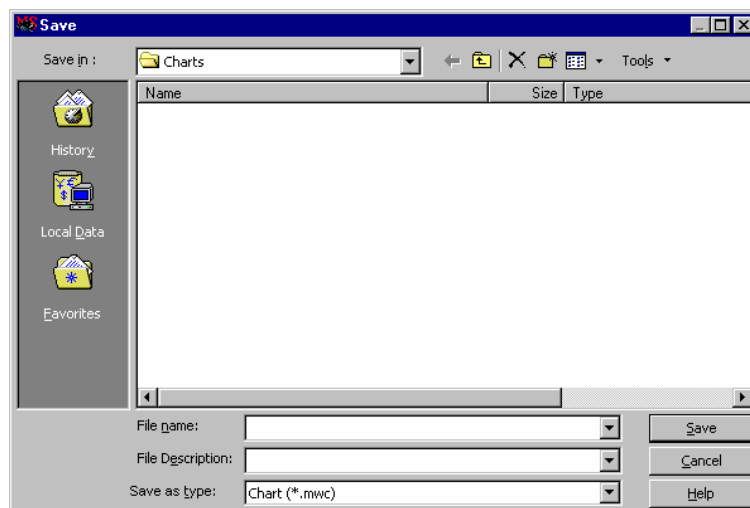 Save
Save in :
Charts
Tools
Name Size Type
History
Local Data
Favorites
File name:
Save
File Description:
Cancel
Save as type: Chart (*.mwc)
Help